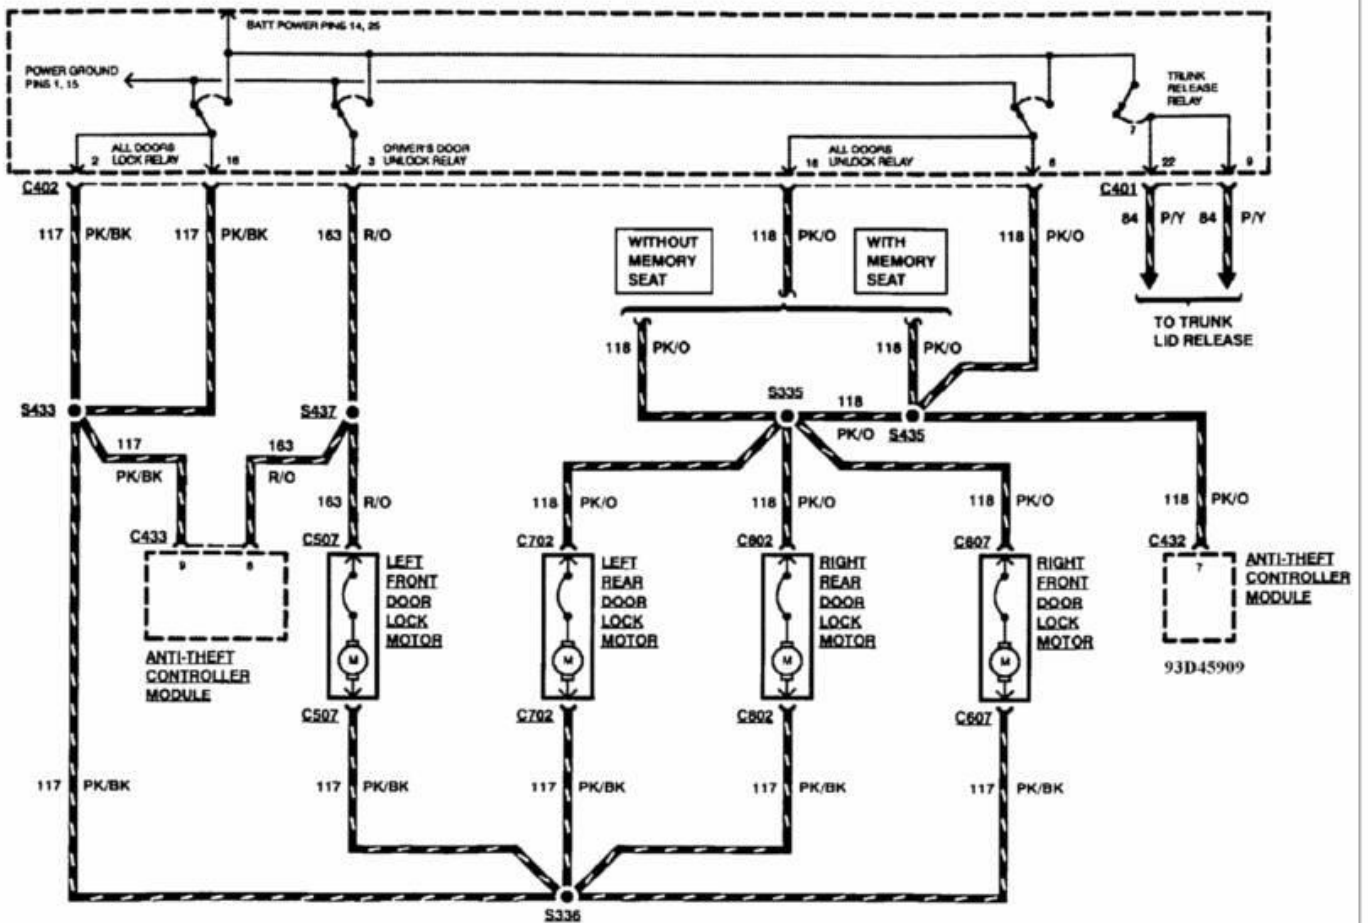 BATT POWER PINS 14, 25
POWER GROUND
PINS 1, 15
TRUNK
RELEASE
RELAY
7
2
ALL DOORS
LOCK RELAY
16
3
DRIVER'S DOOR
UNLOCK RELAY
18
ALL DOORS
UNLOCK RELAY
22
9
C402
C401
117 PK/BK
117 PK/BK
163 R/O
118 PK/O
118 PK/O
84 P/Y
84 P/Y
WITHOUT
MEMORY
SEAT
WITH
MEMORY
SEAT
TO TRUNK
LID RELEASE
118 PK/O
118 PK/O
S433
S437
S335
118
PK/O
S435
117
PK/BK
163
R/O
163 R/O
118 PK/O
118 PK/O
118 PK/O
118 PK/O
C433
C507
C702
C802
C607
C432
9
7
LEFT
FRONT
DOOR
LOCK
MOTOR
M
LEFT
REAR
DOOR
LOCK
MOTOR
M
RIGHT
REAR
DOOR
LOCK
MOTOR
M
RIGHT
FRONT
DOOR
LOCK
MOTOR
M
ANTI-THEFT
CONTROLLER
MODULE
ANTI-THEFT
CONTROLLER
MODULE
93D45909
C507
C702
C802
C607
117 PK/BK
117 PK/BK
117 PK/BK
117 PK/BK
117 PK/BK
S336